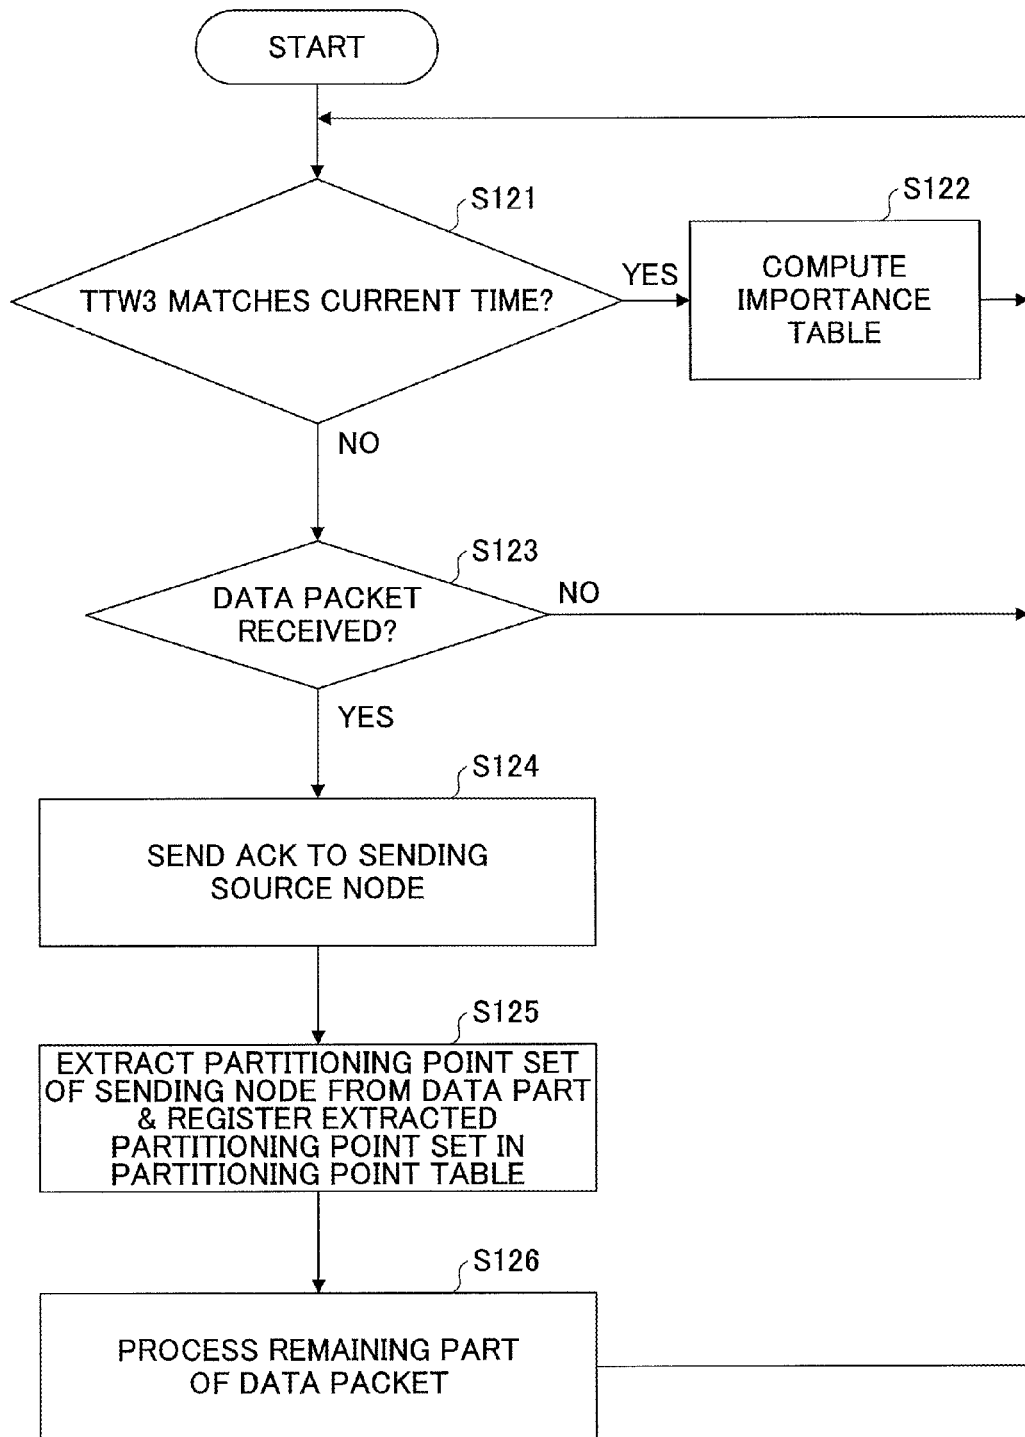 START
S121
TTW3 MATCHES CURRENT TIME?
YES
S122
COMPUTE
IMPORTANCE
TABLE
NO
S123
DATA PACKET
RECEIVED?
NO
YES
S124
SEND ACK TO SENDING
SOURCE NODE
S125
EXTRACT PARTITIONING POINT SET
OF SENDING NODE FROM DATA PART
& REGISTER EXTRACTED
PARTITIONING POINT SET IN
PARTITIONING POINT TABLE
S126
PROCESS REMAINING PART
OF DATA PACKET